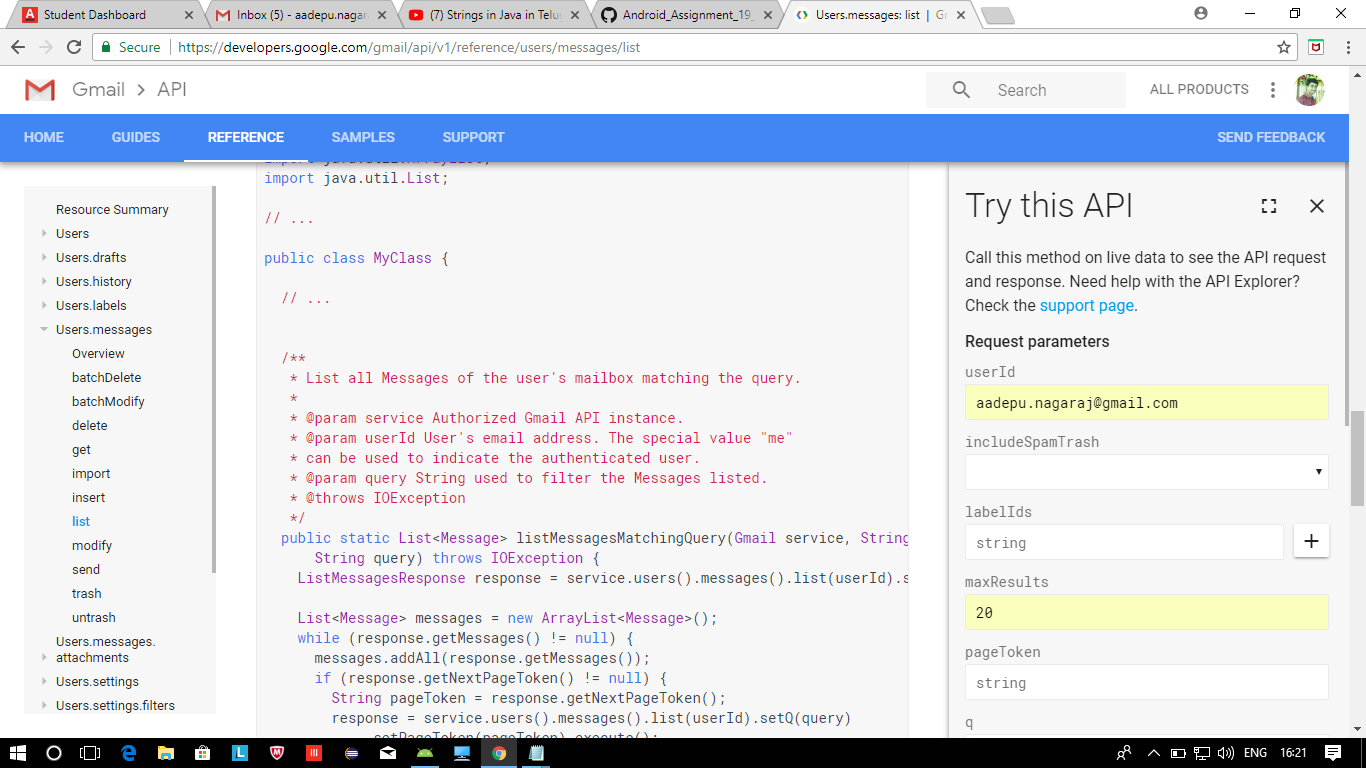 Student Dashboard
Inbox (5) - aadepu.nagar
(7) Strings in Java in Telu
Android_Assignment_19_
Users.messages: list | G
Secure
https://developers.google.com/gmail/api/v1/reference/users/messages/list
Gmail > API
Search
ALL PRODUCTS
HOME
GUIDES
REFERENCE
SAMPLES
SUPPORT
SEND FEEDBACK
Resource Summary
Users
Users.drafts
Users.history
Users.labels
Users.messages
Overview
batchDelete
batchModify
delete
get
import
insert
list
modify
send
trash
untrash
Users.messages.
attachments
Users.settings
Users.settings.filters
import java.util.ArrayList;
import java.util.List;
// ...
public class MyClass {
// ...
/**
* List all Messages of the user's mailbox matching the query.
*
* @param service Authorized Gmail API instance.
* @param userId User's email address. The special value "me"
* can be used to indicate the authenticated user.
* @param query String used to filter the Messages listed.
* @throws IOException
*/
public static List<Message> listMessagesMatchingQuery(Gmail service, String
String query) throws IOException {
ListMessagesResponse response = service.users().messages().list(userId).s
List<Message> messages = new ArrayList<Message>();
while (response.getMessages() != null) {
messages.addAll(response.getMessages());
if (response.getNextPageToken() != null) {
String pageToken = response.getNextPageToken();
response = service.users().messages().list(userId).setQ(query)
.setPageToken(pageToken).execute();
Try this API
Call this method on live data to see the API request
and response. Need help with the API Explorer?
Check the support page.
Request parameters
userId
aadepu.nagaraj@gmail.com
includeSpamTrash
labelIds
string
+
maxResults
20
pageToken
string
q
ENG
16:21